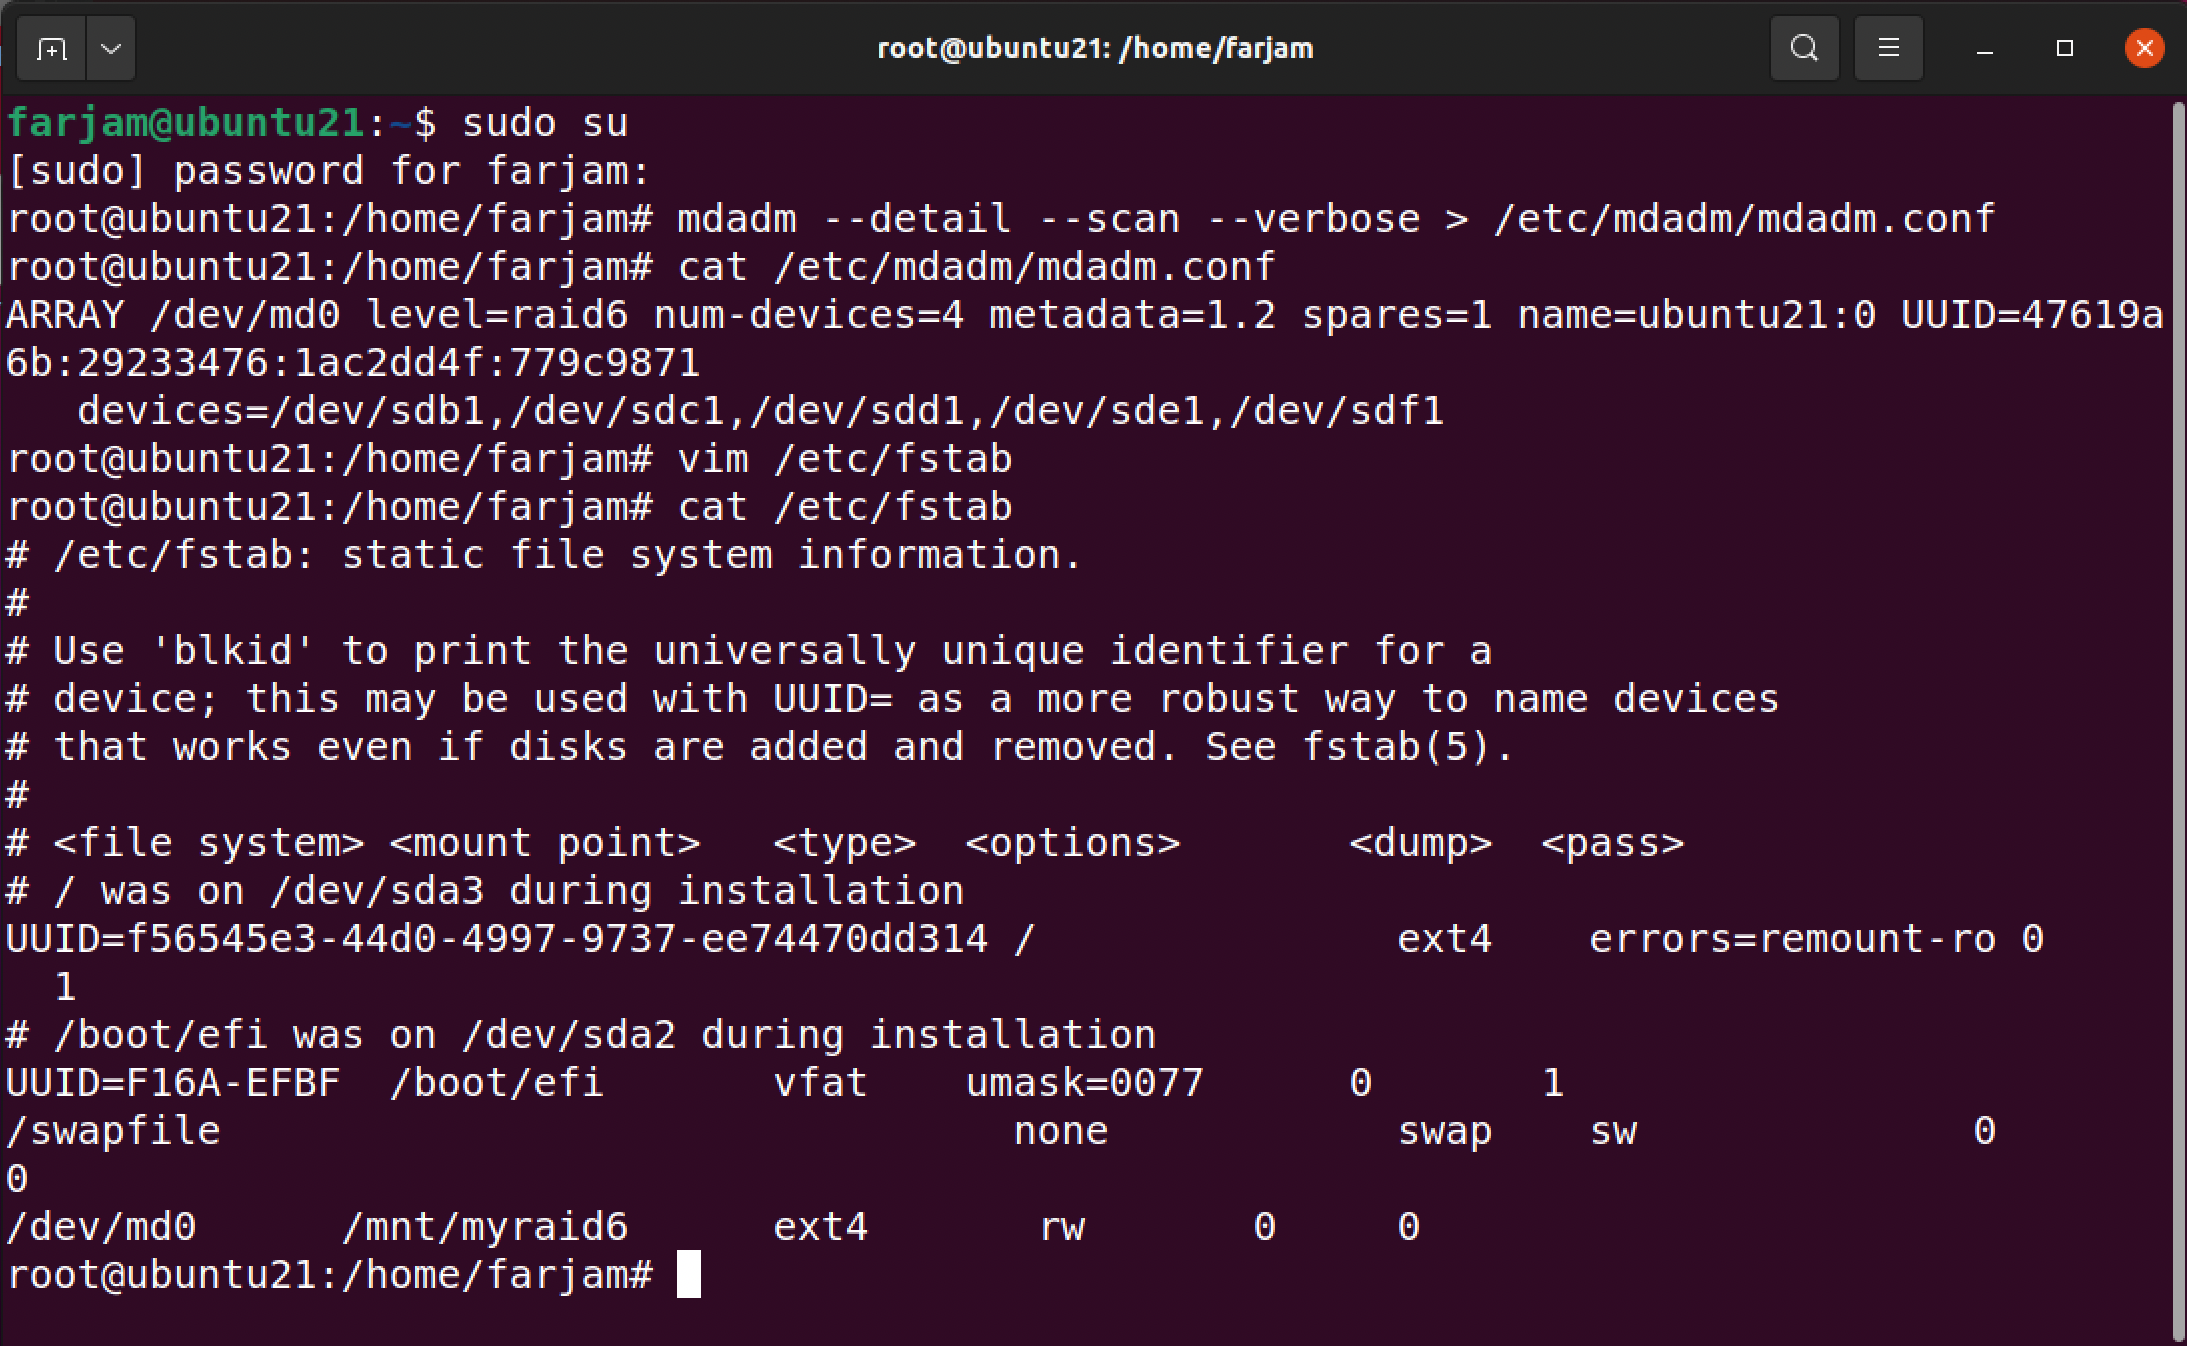 root@ubuntu21: /home/farjam
farjam@ubuntu21:~$ sudo su
[sudo] password for farjam:
root@ubuntu21:/home/farjam# mdadm --detail --scan --verbose > /etc/mdadm/mdadm.conf
root@ubuntu21:/home/farjam# cat /etc/mdadm/mdadm.conf
ARRAY /dev/md0 level=raid6 num-devices=4 metadata=1.2 spares=1 name=ubuntu21:0 UUID=47619a
6b:29233476:1ac2dd4f:779c9871
   devices=/dev/sdb1,/dev/sdc1,/dev/sdd1,/dev/sde1,/dev/sdf1
root@ubuntu21:/home/farjam# vim /etc/fstab
root@ubuntu21:/home/farjam# cat /etc/fstab
# /etc/fstab: static file system information.
#
# Use 'blkid' to print the universally unique identifier for a
# device; this may be used with UUID= as a more robust way to name devices
# that works even if disks are added and removed. See fstab(5).
#
# <file system> <mount point>   <type>  <options>       <dump>  <pass>
# / was on /dev/sda3 during installation
UUID=f56545e3-44d0-4997-9737-ee74470dd314 /               ext4    errors=remount-ro 0
  1
# /boot/efi was on /dev/sda2 during installation
UUID=F16A-EFBF  /boot/efi       vfat    umask=0077      0       1
/swapfile                                 none            swap    sw              0
0
/dev/md0      /mnt/myraid6      ext4       rw       0     0
root@ubuntu21:/home/farjam#